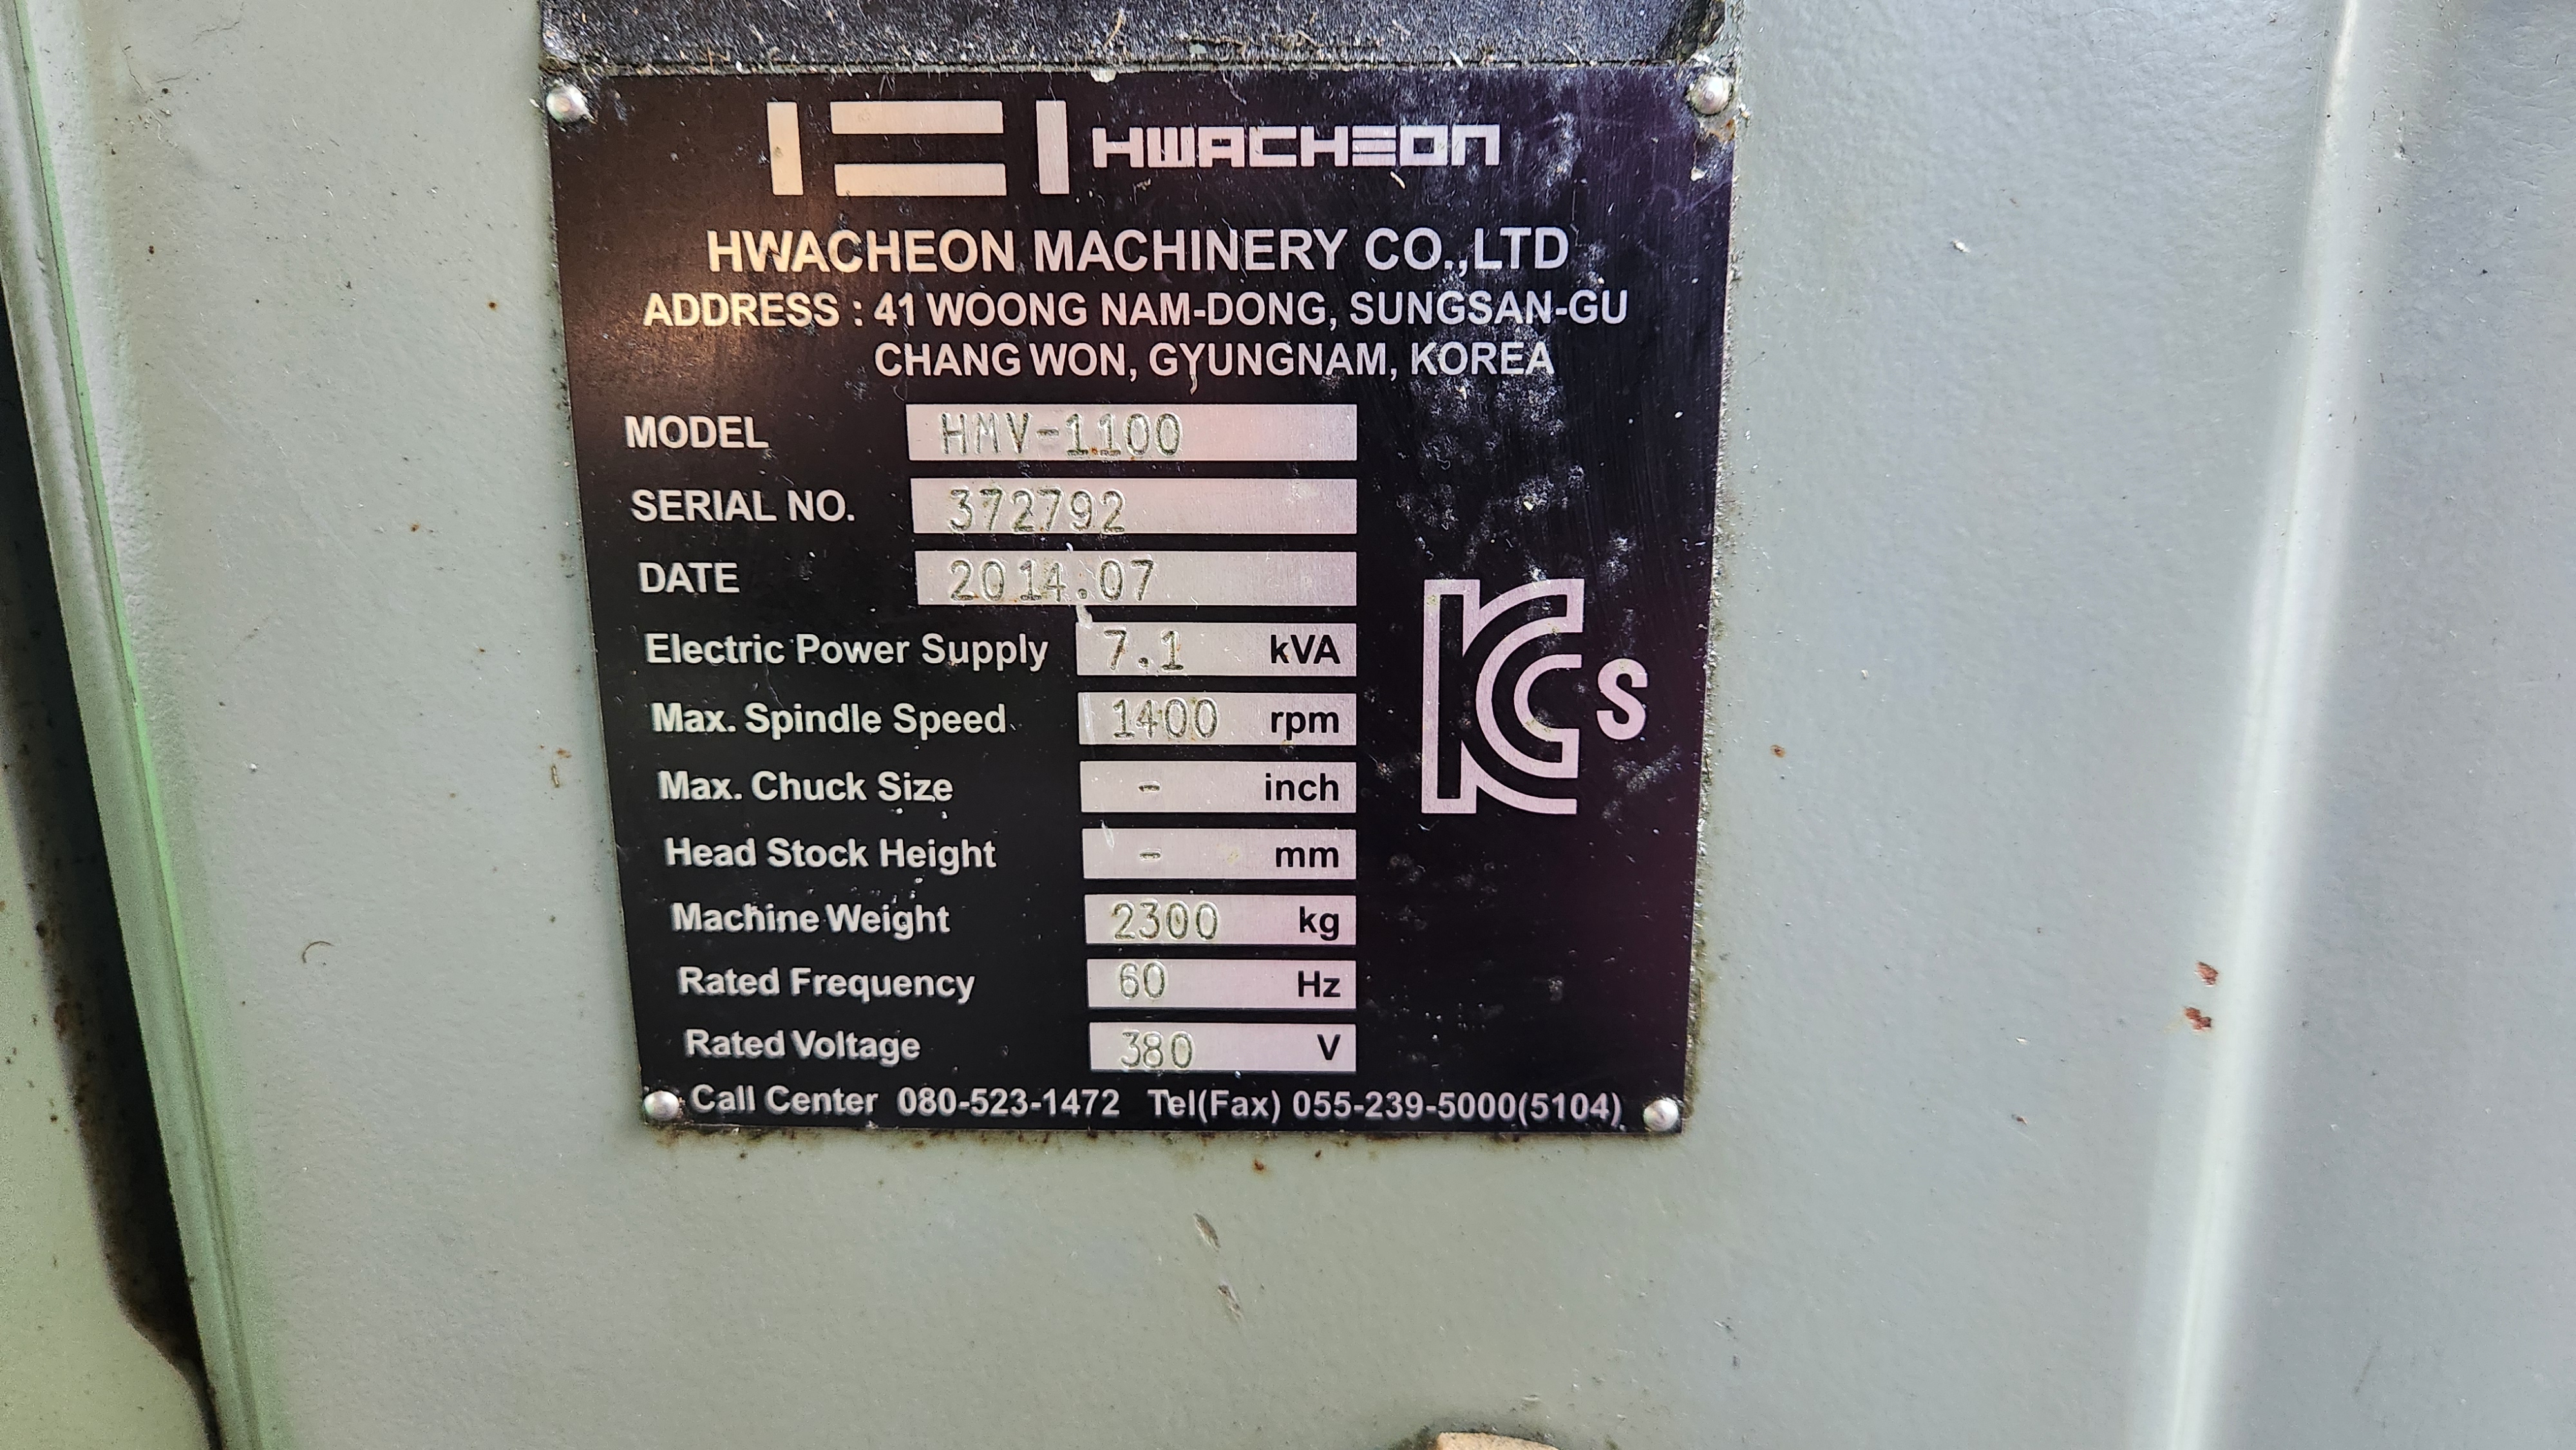 HWACHEON
HWACHEON MACHINERY CO.,LTD
ADDRESS : 41 WOONG NAM-DONG, SUNGSAN-GU
CHANG WON, GYUNGNAM, KOREA
MODEL HMV-1100
SERIAL NO. 372792
DATE 2014.07
Electric Power Supply 7.1 kVA
Max. Spindle Speed 1400 rpm
Max. Chuck Size - inch
Head Stock Height - mm
Machine Weight 2300 kg
Rated Frequency 60 Hz
Rated Voltage 380 V
KCs
Call Center 080-523-1472 Tel(Fax) 055-239-5000(5104)